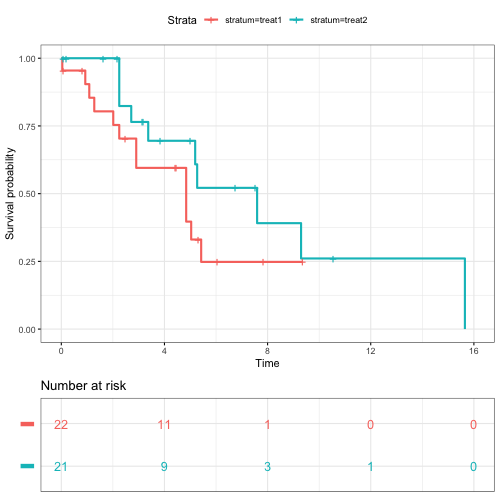 Strata stratum=treat1 stratum=treat2
Survival probability
1.00
0.75
0.50
0.25
0.00
0 4 8 12 16
Time
Number at risk
22 11 1 0 0
21 9 3 1 0